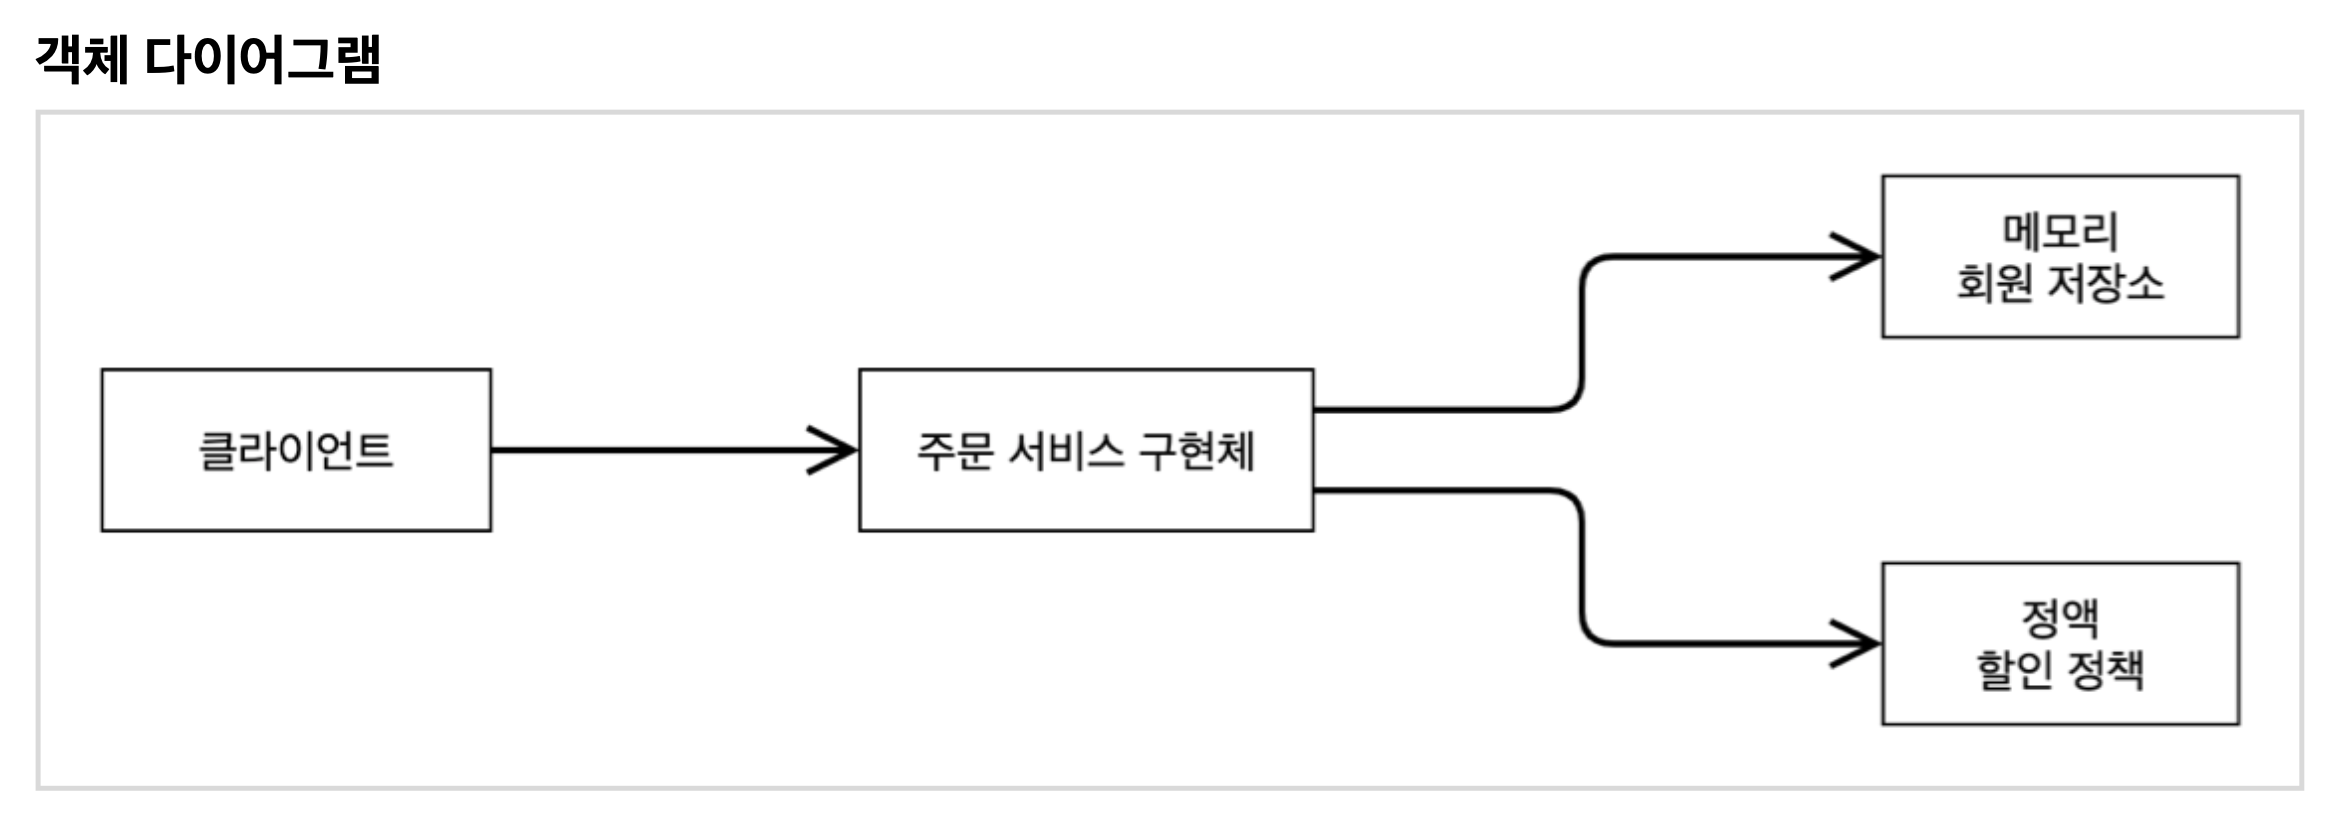 객체 다이어그램
클라이언트
주문 서비스 구현체
메모리
회원 저장소
정액
할인 정책